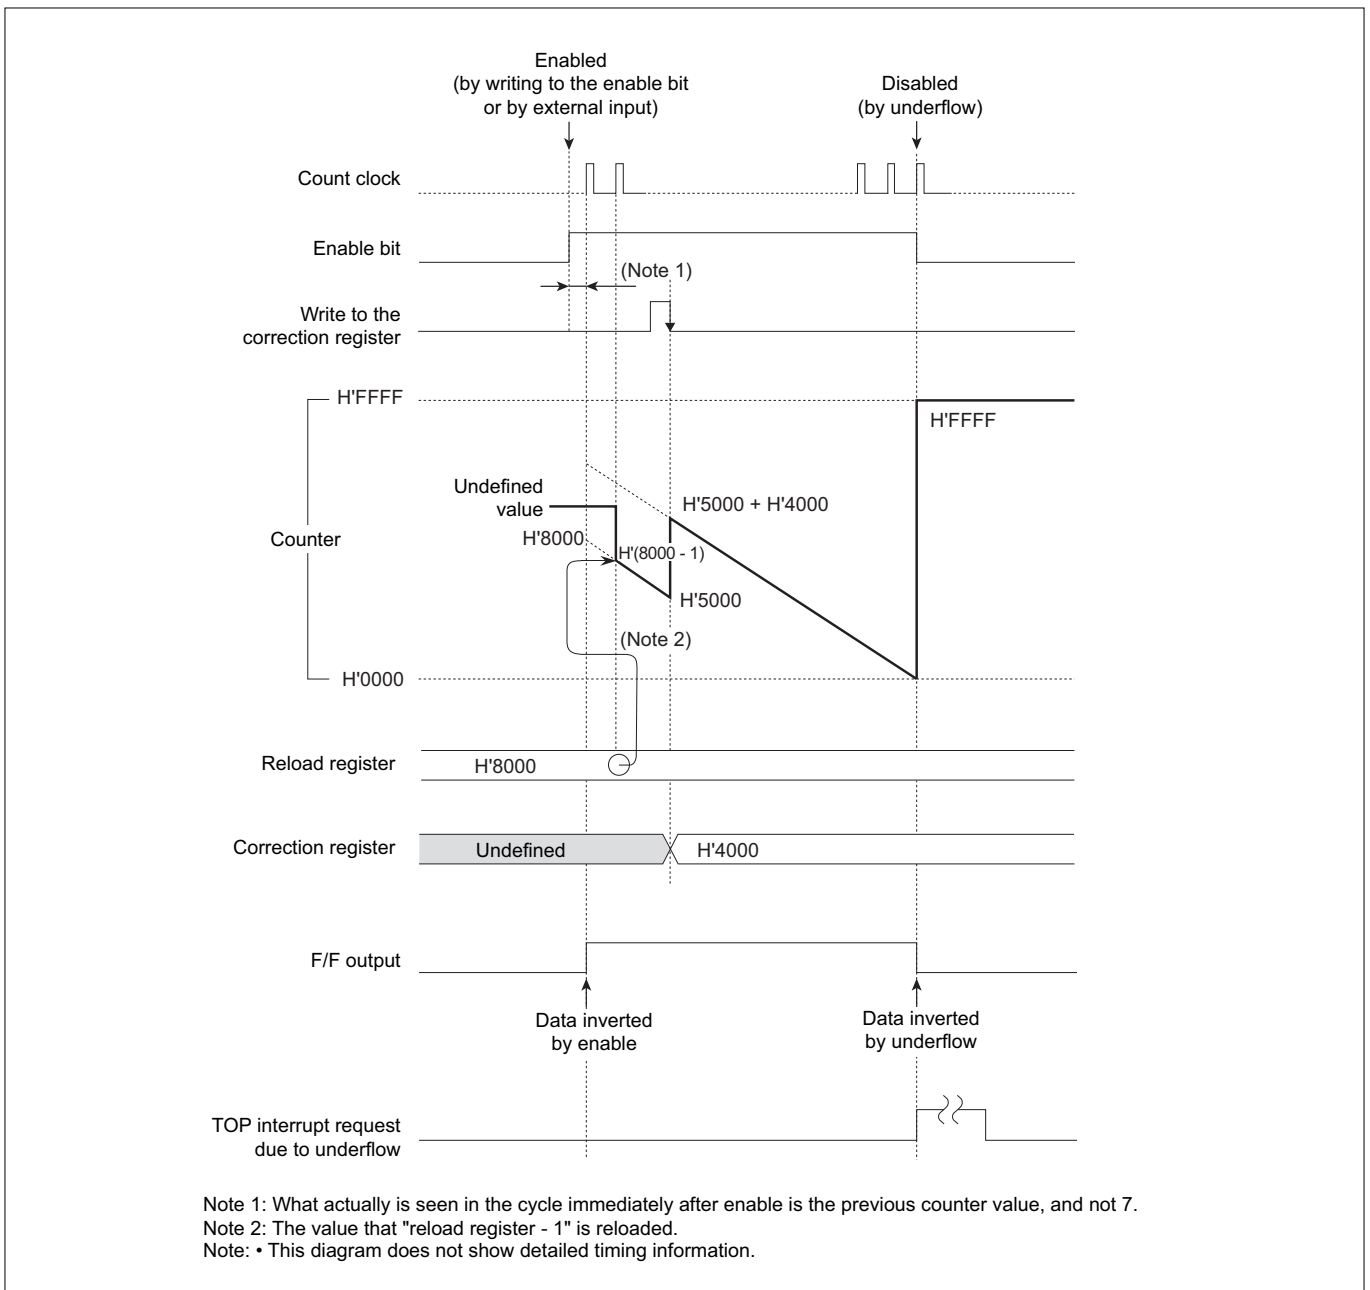 Enabled
(by writing to the enable bit
or by external input)
Disabled
(by underflow)
Count clock
Enable bit
(Note 1)
Write to the
correction register
H'FFFF
H'FFFF
Undefined
value
H'5000 + H'4000
H'8000
H'(8000 - 1)
Counter
H'5000
(Note 2)
H'0000
Reload register
H'8000
Correction register
Undefined
H'4000
F/F output
Data inverted
by enable
Data inverted
by underflow
TOP interrupt request
due to underflow
Note 1: What actually is seen in the cycle immediately after enable is the previous counter value, and not 7.
Note 2: The value that "reload register - 1" is reloaded.
Note: • This diagram does not show detailed timing information.